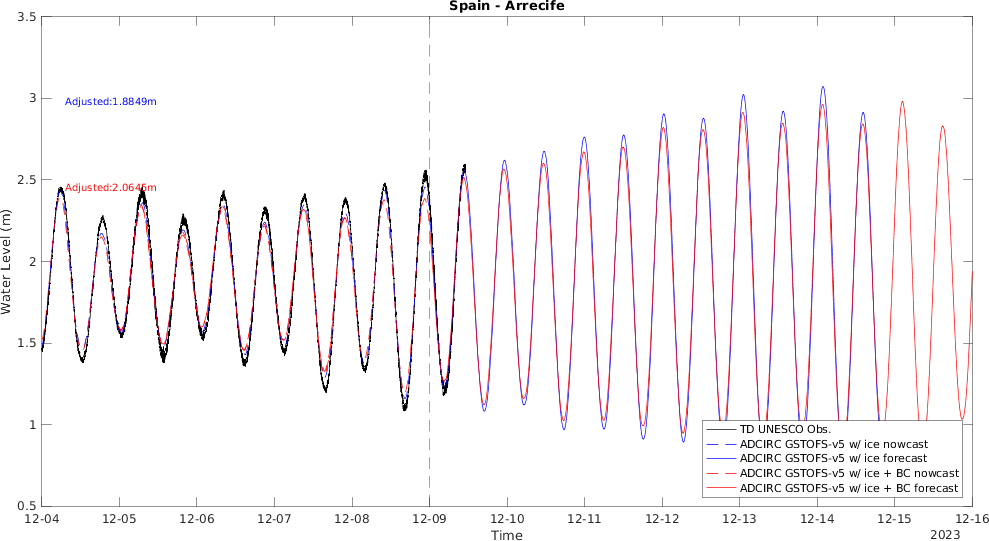 Spain - Arrecife
3.5
3
2.5
2
1.5
1
0.5
Water Level (m)
Adjusted:1.8849m
Adjusted:2.0645m
TD UNESCO Obs.
ADCIRC GSTOFS-v5 w/ ice nowcast
ADCIRC GSTOFS-v5 w/ ice forecast
ADCIRC GSTOFS-v5 w/ ice + BC nowcast
ADCIRC GSTOFS-v5 w/ ice + BC forecast
12-04 12-05 12-06 12-07 12-08 12-09 12-10 12-11 12-12 12-13 12-14 12-15 12-16
Time
2023